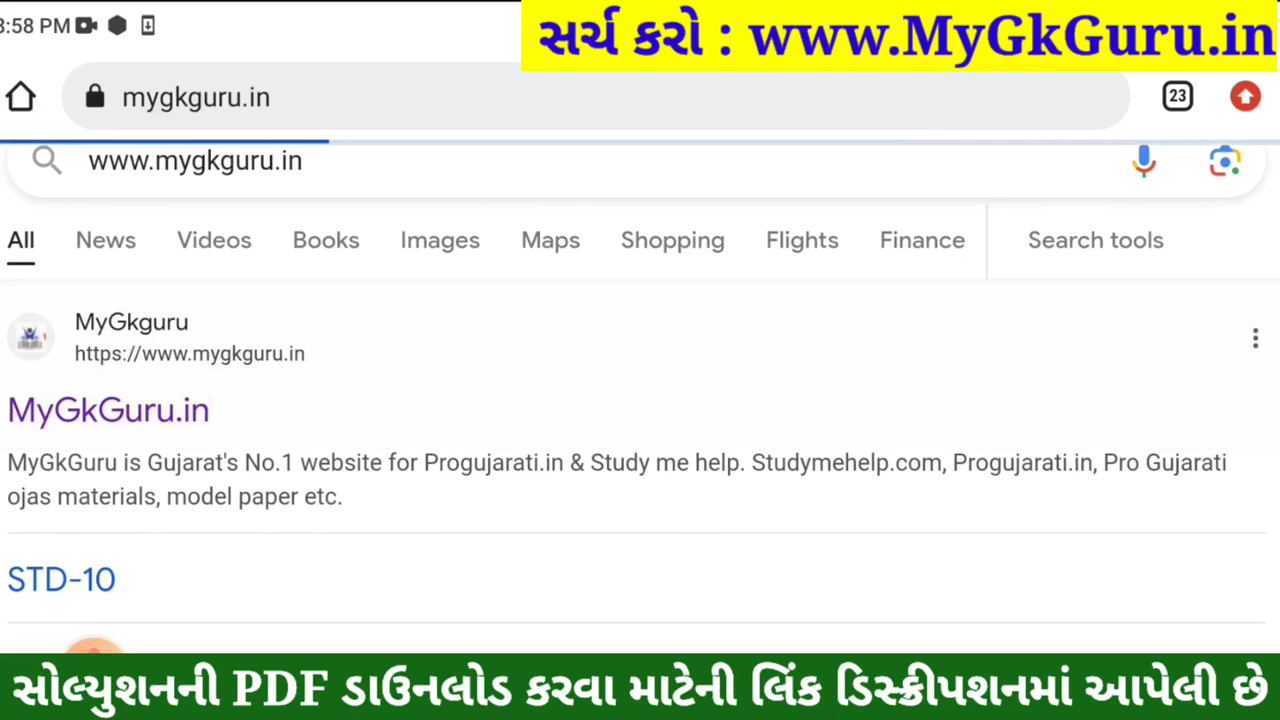 3:58 PM
સર્ચ કરો : www.MyGkGuru.in
mygkguru.in
23
www.mygkguru.in
All News Videos Books Images Maps Shopping Flights Finance Search tools
MyGkguru
https://www.mygkguru.in
MyGkGuru.in
MyGkGuru is Gujarat's No.1 website for Progujarati.in & Study me help. Studymehelp.com, Progujarati.in, Pro Gujarati
ojas materials, model paper etc.
STD-10
સોલ્યુશનની PDF ડાઉનલોડ કરવા માટેની લિંક ડિસ્ક્રીપશનમાં આપેલી છે